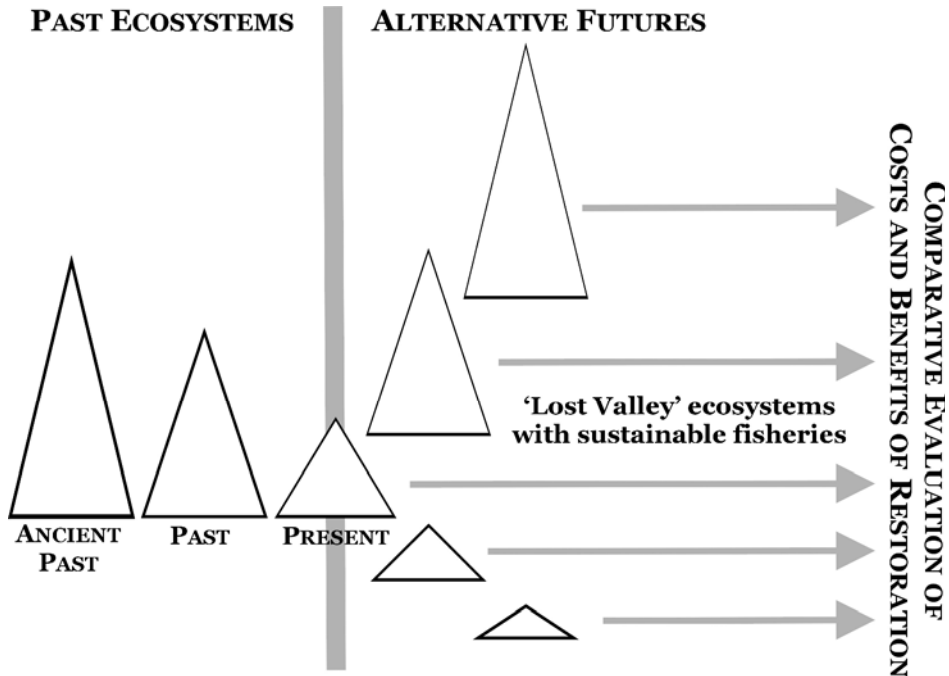 PAST ECOSYSTEMS
ALTERNATIVE FUTURES
‘Lost Valley’ ecosystems
with sustainable fisheries
ANCIENT
PAST
PAST
PRESENT
COMPARATIVE EVALUATION OF
COSTS AND BENEFITS OF RESTORATION